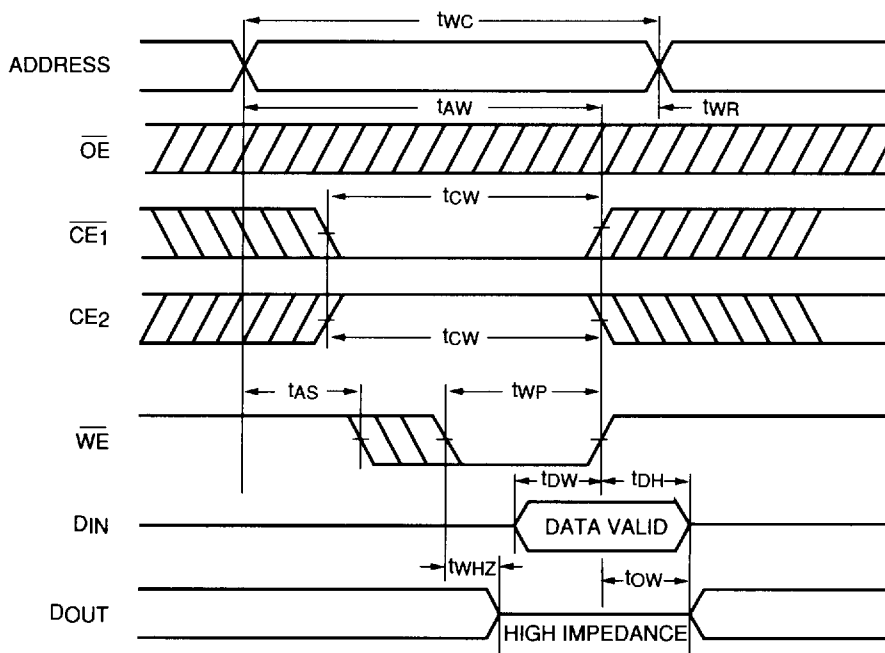 tWC
ADDRESS
tAW
tWR
OE
tCW
CE1
CE2
tCW
tAS
tWP
WE
tDW
tDH
DIN
DATA VALID
tWHZ
tOW
DOUT
HIGH IMPEDANCE